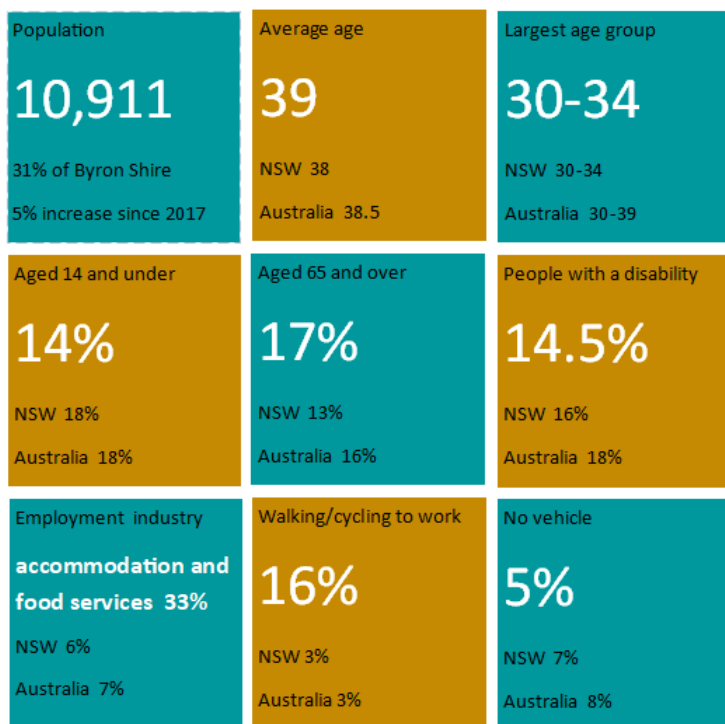 Population
10,911
31% of Byron Shire
5% increase since 2017
Average age
39
NSW 38
Australia 38.5
Largest age group
30-34
NSW 30-34
Australia 30-39
Aged 14 and under
14%
NSW 18%
Australia 18%
Aged 65 and over
17%
NSW 13%
Australia 16%
People with a disability
14.5%
NSW 16%
Australia 18%
Employment industry
accommodation and
food services 33%
NSW 6%
Australia 7%
Walking/cycling to work
16%
NSW 3%
Australia 3%
No vehicle
5%
NSW 7%
Australia 8%